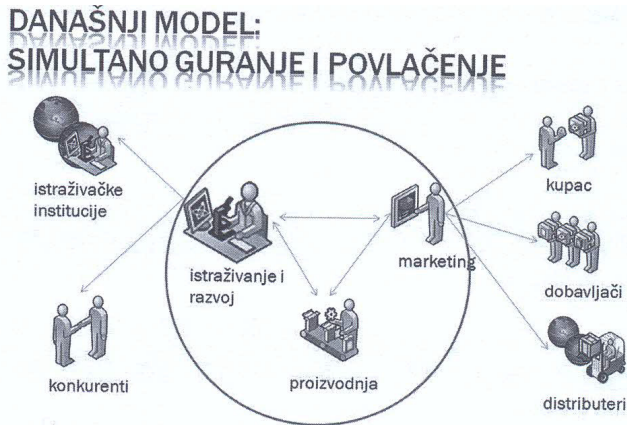 DANAŠNJI MODEL:
SIMULTANO GURANJE I POVLAČENJE
istraživačke
institucije
kupac
istraživanje i
razvoj
marketing
dobavljači
konkurenti
proizvodnja
distributeri